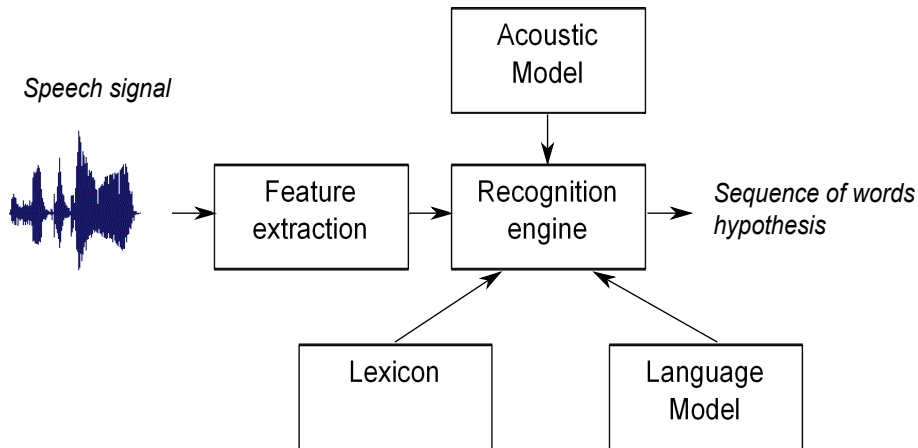 Acoustic
Model
Speech signal
Feature
extraction
Recognition
engine
Sequence of words
hypothesis
Lexicon
Language
Model